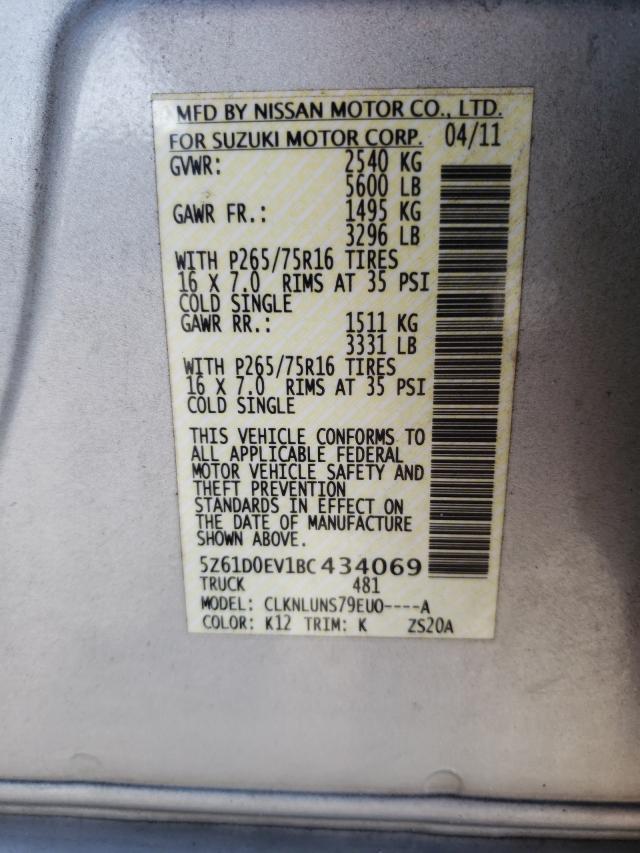 MFD BY NISSAN MOTOR CO., LTD.
FOR SUZUKI MOTOR CORP. 04/11
GVWR: 2540 KG
5600 LB
GAWR FR.: 1495 KG
3296 LB
WITH P265/75R16 TIRES
16 X 7.0 RIMS AT 35 PSI
COLD SINGLE
GAWR RR.: 1511 KG
3331 LB
WITH P265/75R16 TIRES
16 X 7.0 RIMS AT 35 PSI
COLD SINGLE
THIS VEHICLE CONFORMS TO
ALL APPLICABLE FEDERAL
MOTOR VEHICLE SAFETY AND
THEFT PREVENTION
STANDARDS IN EFFECT ON
THE DATE OF MANUFACTURE
SHOWN ABOVE.
5Z61D0EV1BC434069
TRUCK 481
MODEL: CLKNLUNS79EUO----A
COLOR: K12 TRIM: K ZS20A